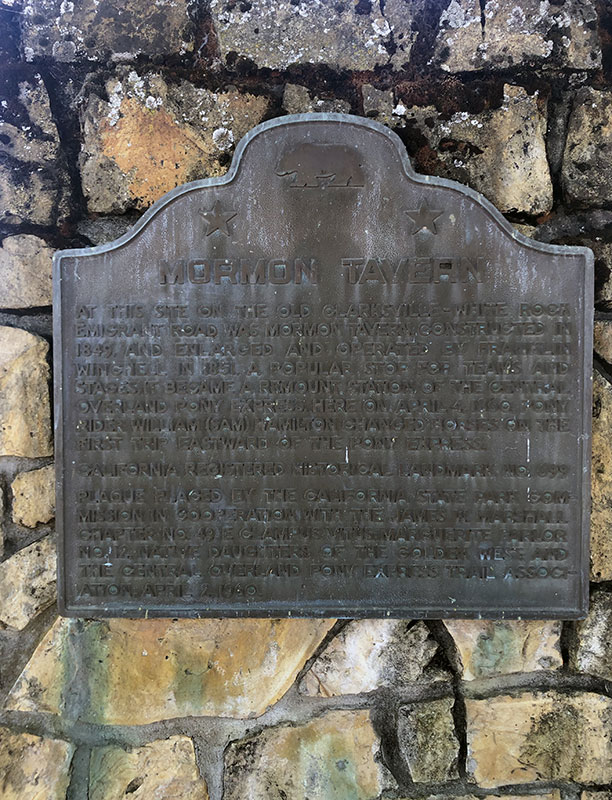 MORMON TAVERN
AT THIS SITE ON THE OLD CLARKSVILLE - WHITE ROCK
EMIGRANT ROAD WAS MORMON TAVERN, CONSTRUCTED IN
1849, AND ENLARGED AND OPERATED BY FRANKLIN
WINCHELL IN 1851. A POPULAR STOP FOR TEAMS AND
STAGES, IT BECAME A REMOUNT STATION OF THE CENTRAL
OVERLAND PONY EXPRESS. HERE ON APRIL 4, 1860, PONY
RIDER WILLIAM (SAM) HAMILTON CHANGED HORSES ON THE
FIRST TRIP EASTWARD OF THE PONY EXPRESS.
CALIFORNIA REGISTERED HISTORICAL LANDMARK NO. 699
PLAQUE PLACED BY THE CALIFORNIA STATE PARK COM-
MISSION IN COOPERATION WITH THE JAMES W. MARSHALL
CHAPTER NO. 49, E CLAMPUS VITUS, MARGUERITE PARLOR
NO. 12, NATIVE DAUGHTERS OF THE GOLDEN WEST, AND
THE CENTRAL OVERLAND PONY EXPRESS TRAIL ASSOCI-
ATION, APRIL 2, 1960.